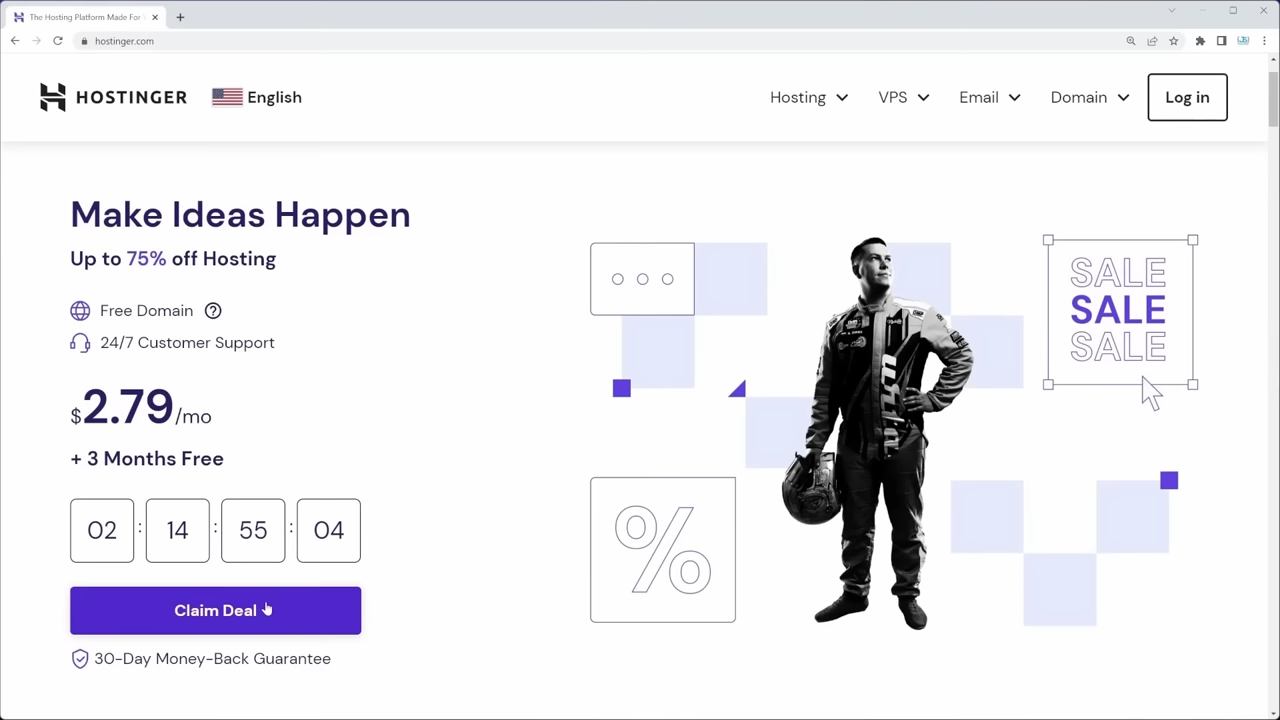 The Hosting Platform Made For
hostinger.com
HOSTINGER
English
Hosting
VPS
Email
Domain
Log in
Make Ideas Happen
Up to 75% off Hosting
Free Domain ?
24/7 Customer Support
$2.79/mo
+ 3 Months Free
02 : 14 : 55 : 04
Claim Deal
30-Day Money-Back Guarantee
SALE
SALE
SALE
%